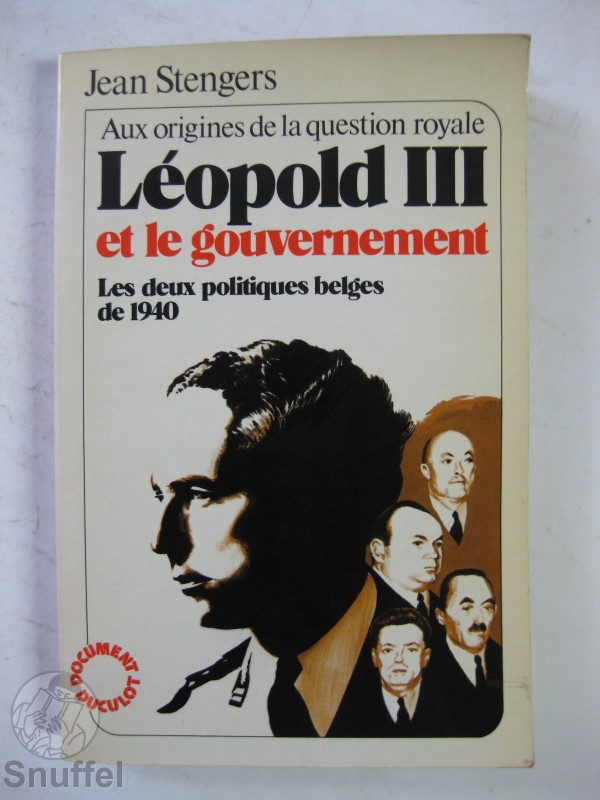 Jean Stengers
Aux origines de la question royale
Léopold III
et le gouvernement
Les deux politiques belges
de 1940
DOCUMENT
DUCULOT
Snuffel